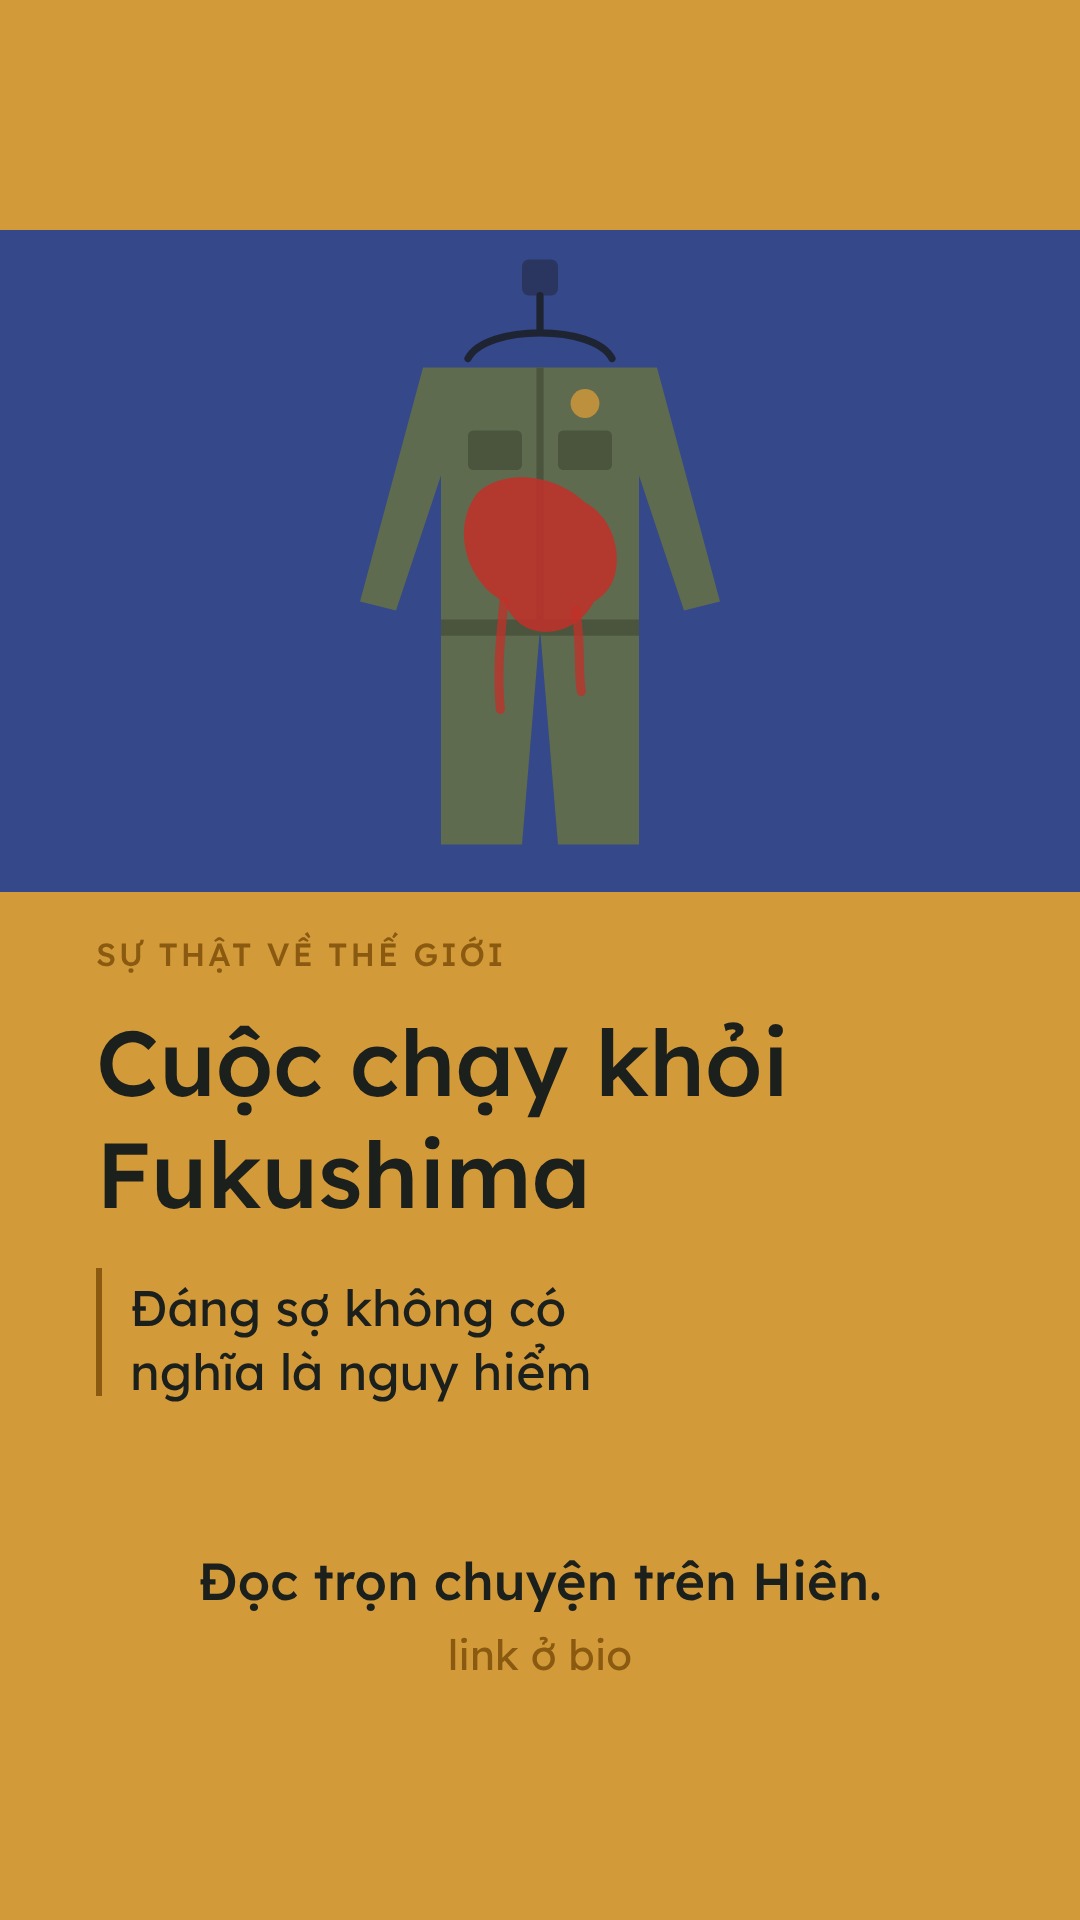 SỰ THẬT VỀ THẾ GIỚI
Cuộc chạy khỏi
Fukushima
Đáng sợ không có
nghĩa là nguy hiểm
Đọc trọn chuyện trên Hiên.
link ở bio